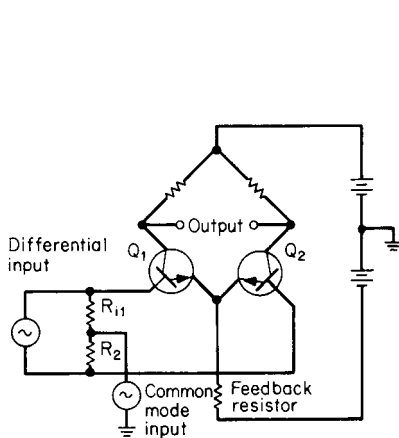 Output
Q1
Q2
Differential
input
Ri1
R2
Common
mode
input
Feedback
resistor